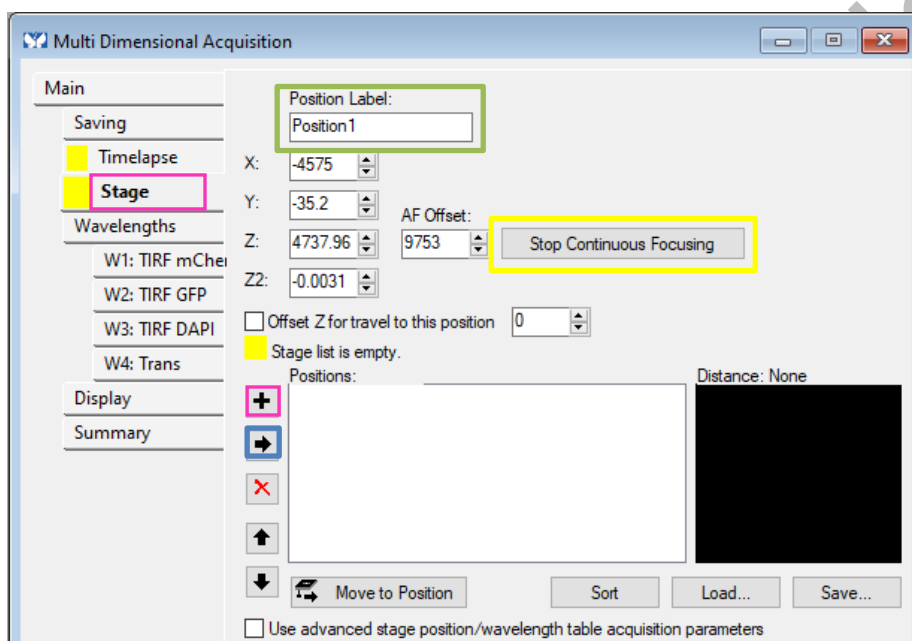 Multi Dimensional Acquisition
Main
Saving
Timelapse
Stage
Wavelengths
W1: TIRF mCher
W2: TIRF GFP
W3: TIRF DAPI
W4: Trans
Display
Summary
Position Label:
Position1
X: -4575
Y: -35.2
AF Offset:
Z: 4737.96 9753 Stop Continuous Focusing
Z2: -0.0031
Offset Z for travel to this position 0
Stage list is empty.
Positions: Distance: None
Move to Position Sort Load... Save...
Use advanced stage position/wavelength table acquisition parameters